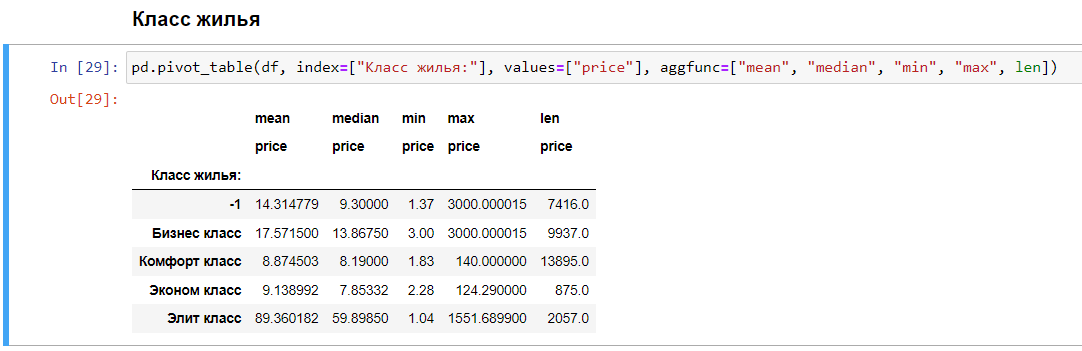 Класс жилья
In [29]: pd.pivot_table(df, index=["Класс жилья:"], values=["price"], aggfunc=["mean", "median", "min", "max", len])
Out[29]:
mean median min max len
price price price price price
Класс жилья:
-1 14.314779 9.30000 1.37 3000.000015 7416.0
Бизнес класс 17.571500 13.86750 3.00 3000.000015 9937.0
Комфорт класс 8.874503 8.19000 1.83 140.000000 13895.0
Эконом класс 9.138992 7.85332 2.28 124.290000 875.0
Элит класс 89.360182 59.89850 1.04 1551.689900 2057.0